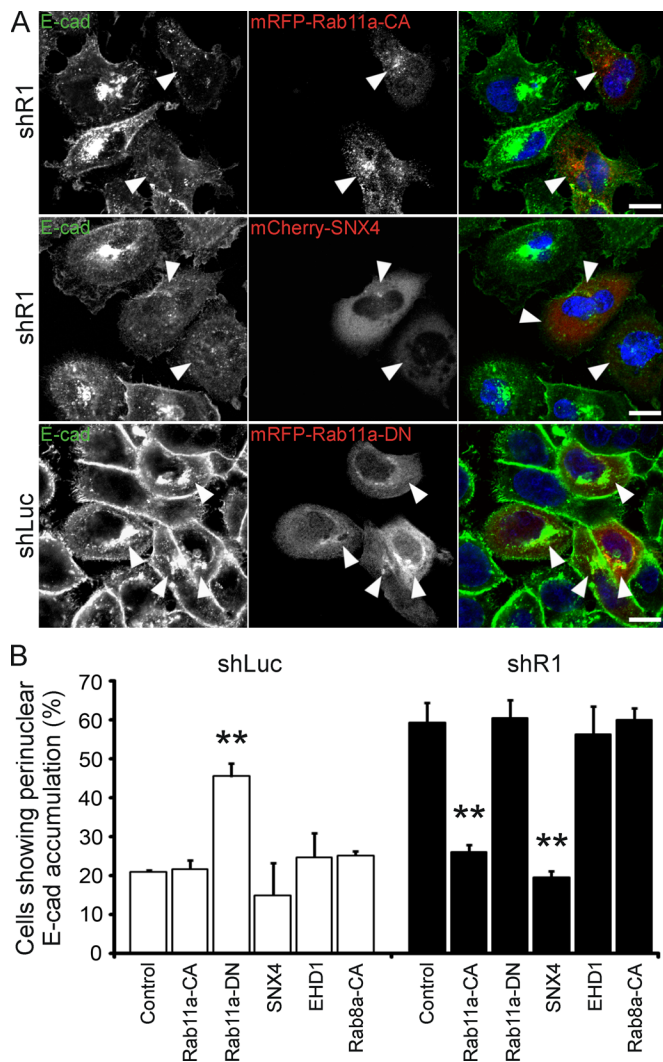 A
E-cad
mRFP-Rab11a-CA
shR1
E-cad
mCherry-SNX4
shR1
E-cad
mRFP-Rab11a-DN
shLuc
B
shLuc
shR1
Cells showing perinuclear
E-cad accumulation (%)
70
60
50
40
30
20
10
0
**
**
**
Control
Rab11a-CA
Rab11a-DN
SNX4
EHD1
Rab8a-CA
Control
Rab11a-CA
Rab11a-DN
SNX4
EHD1
Rab8a-CA